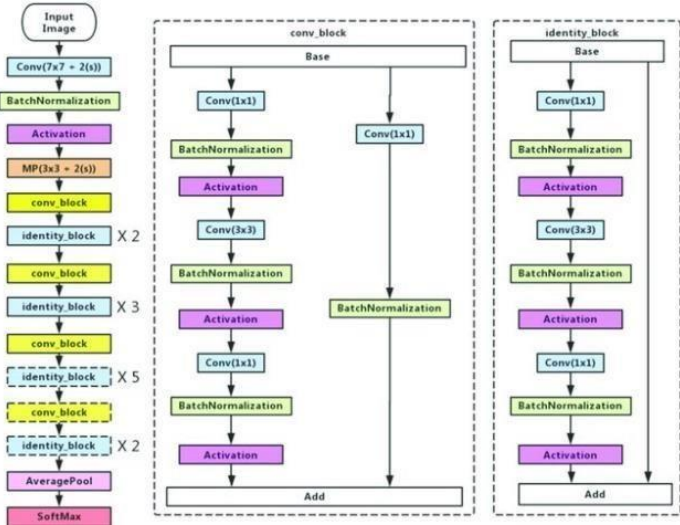 Input
Image
Conv(7x7 + 2(s))
BatchNormalization
Activation
MP(3x3 + 2(s))
conv_block
identity_block X 2
conv_block
identity_block X 3
conv_block
identity_block X 5
conv_block
identity_block X 2
AveragePool
SoftMax
conv_block
Base
Conv(1x1)
BatchNormalization
Activation
Conv(3x3)
BatchNormalization
Activation
Conv(1x1)
BatchNormalization
Activation
Conv(1x1)
BatchNormalization
Add
identity_block
Base
Conv(1x1)
BatchNormalization
Activation
Conv(3x3)
BatchNormalization
Activation
Conv(1x1)
BatchNormalization
Activation
Add